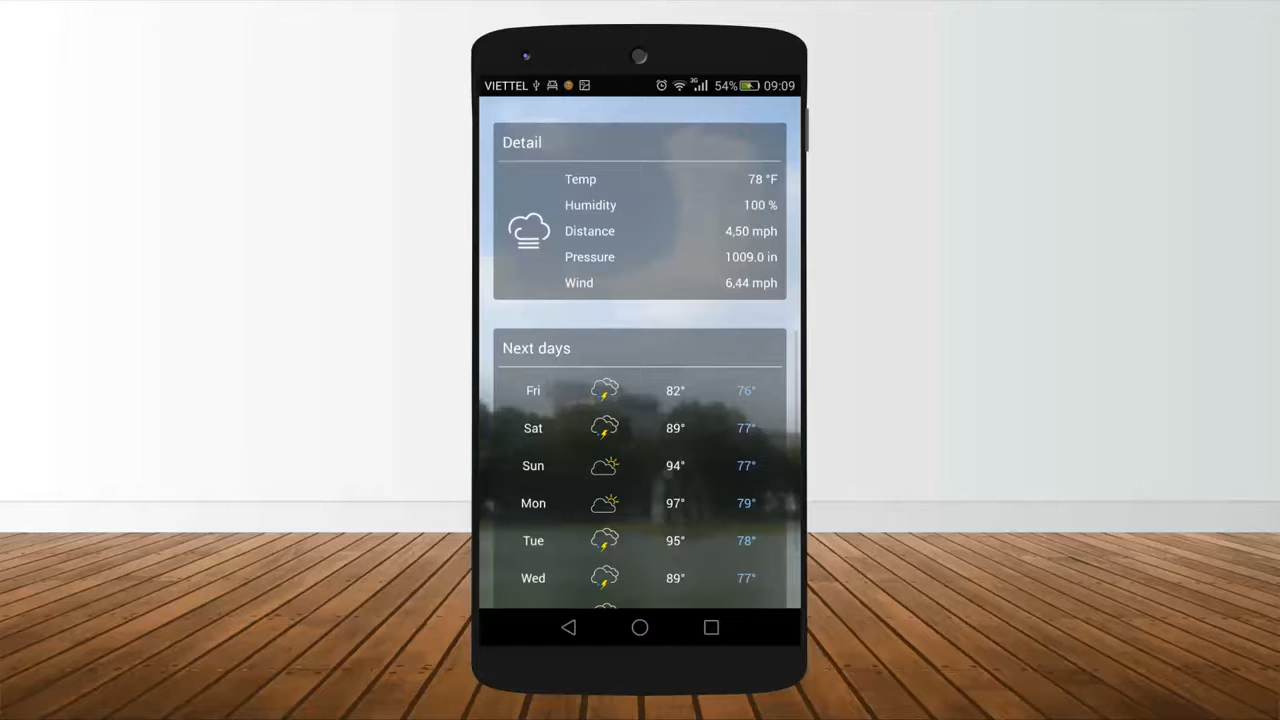 VIETTEL 3G 54% 09:09
Detail
Temp 78 °F
Humidity 100 %
Distance 4,50 mph
Pressure 1009.0 in
Wind 6,44 mph
Next days
Fri 82° 76°
Sat 89° 77°
Sun 94° 77°
Mon 97° 79°
Tue 95° 78°
Wed 89° 77°